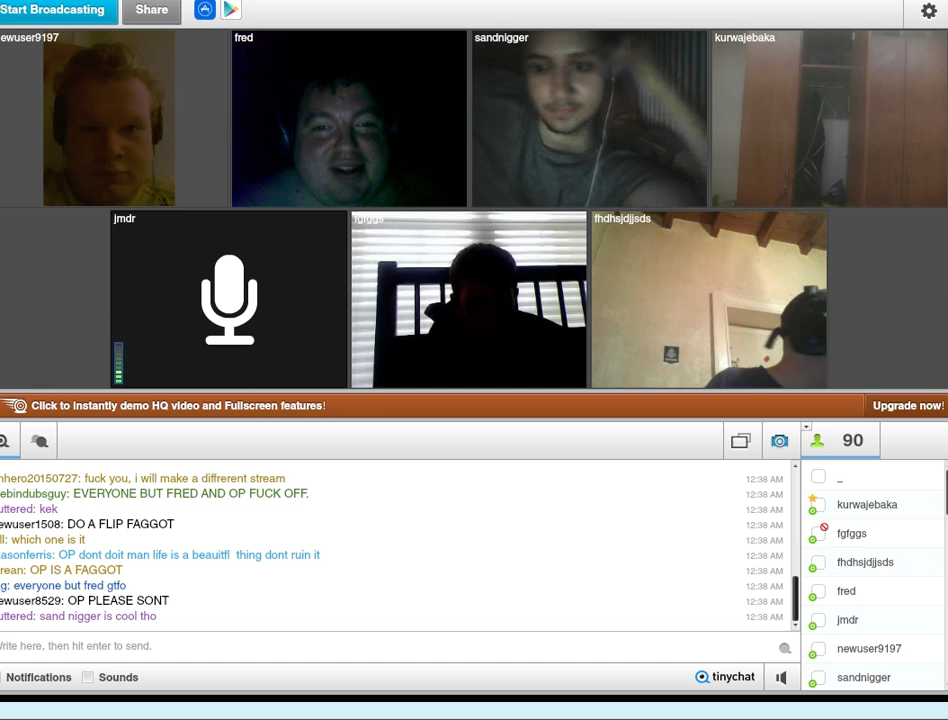 Start Broadcasting
Share
ewuser9197
fred
sandnigger
kurwajebaka
jmdr
fgfggs
fhdhsjdjjsds
Click to instantly demo HQ video and Fullscreen features!
Upgrade now!
90
nhero20150727: fuck you, i will make a different stream 12:38 AM
ebindubsguy: EVERYONE BUT FRED AND OP FUCK OFF. 12:38 AM
uttered: kek 12:38 AM
ewuser1508: DO A FLIP FAGGOT 12:38 AM
ll: which one is it 12:38 AM
asonferris: OP dont doit man life is a beauitfl thing dont ruin it 12:38 AM
rean: OP IS A FAGGOT 12:38 AM
g: everyone but fred gtfo 12:38 AM
ewuser8529: OP PLEASE SONT 12:38 AM
uttered: sand nigger is cool tho 12:38 AM
_
kurwajebaka
fgfggs
fhdhsjdjjsds
fred
jmdr
newuser9197
sandnigger
Write here, then hit enter to send.
Notifications
Sounds
tinychat